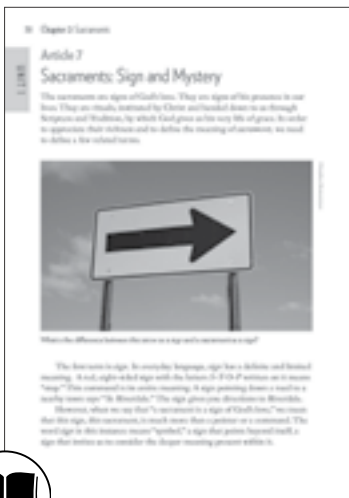 Chapter 2: Sacraments
UNIT 1
Article 7
Sacraments: Sign and Mystery
The sacraments are signs of God's love. They are signs of his presence in our
lives. They are rituals, instituted by Christ and handed down to us through
Scripture and Tradition, by which God gives us his very life of grace. In order
to appreciate their richness and to define the meaning of sacrament, we need
to define a few related terms.
What is the difference between this arrow as a sign and a sacrament as a sign?
The first term is sign. In everyday language, sign has a definite and limited
meaning. A red, eight-sided sign with the letters S-T-O-P written on it means
"stop." This command is its entire meaning. A sign pointing down a road to a
nearby town says "To Riverdale." The sign gives you directions to Riverdale.
However, when we say that "a sacrament is a sign of God's love," we mean
that this sign, this sacrament, is much more than a pointer or a command. The
word sign in this instance means "symbol," a sign that points beyond itself, a
sign that invites us to consider the deeper meaning present within it.